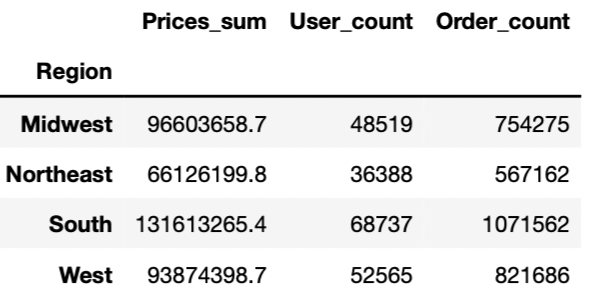 Prices_sum User_count Order_count
Region
Midwest 96603658.7 48519 754275
Northeast 66126199.8 36388 567162
South 131613265.4 68737 1071562
West 93874398.7 52565 821686